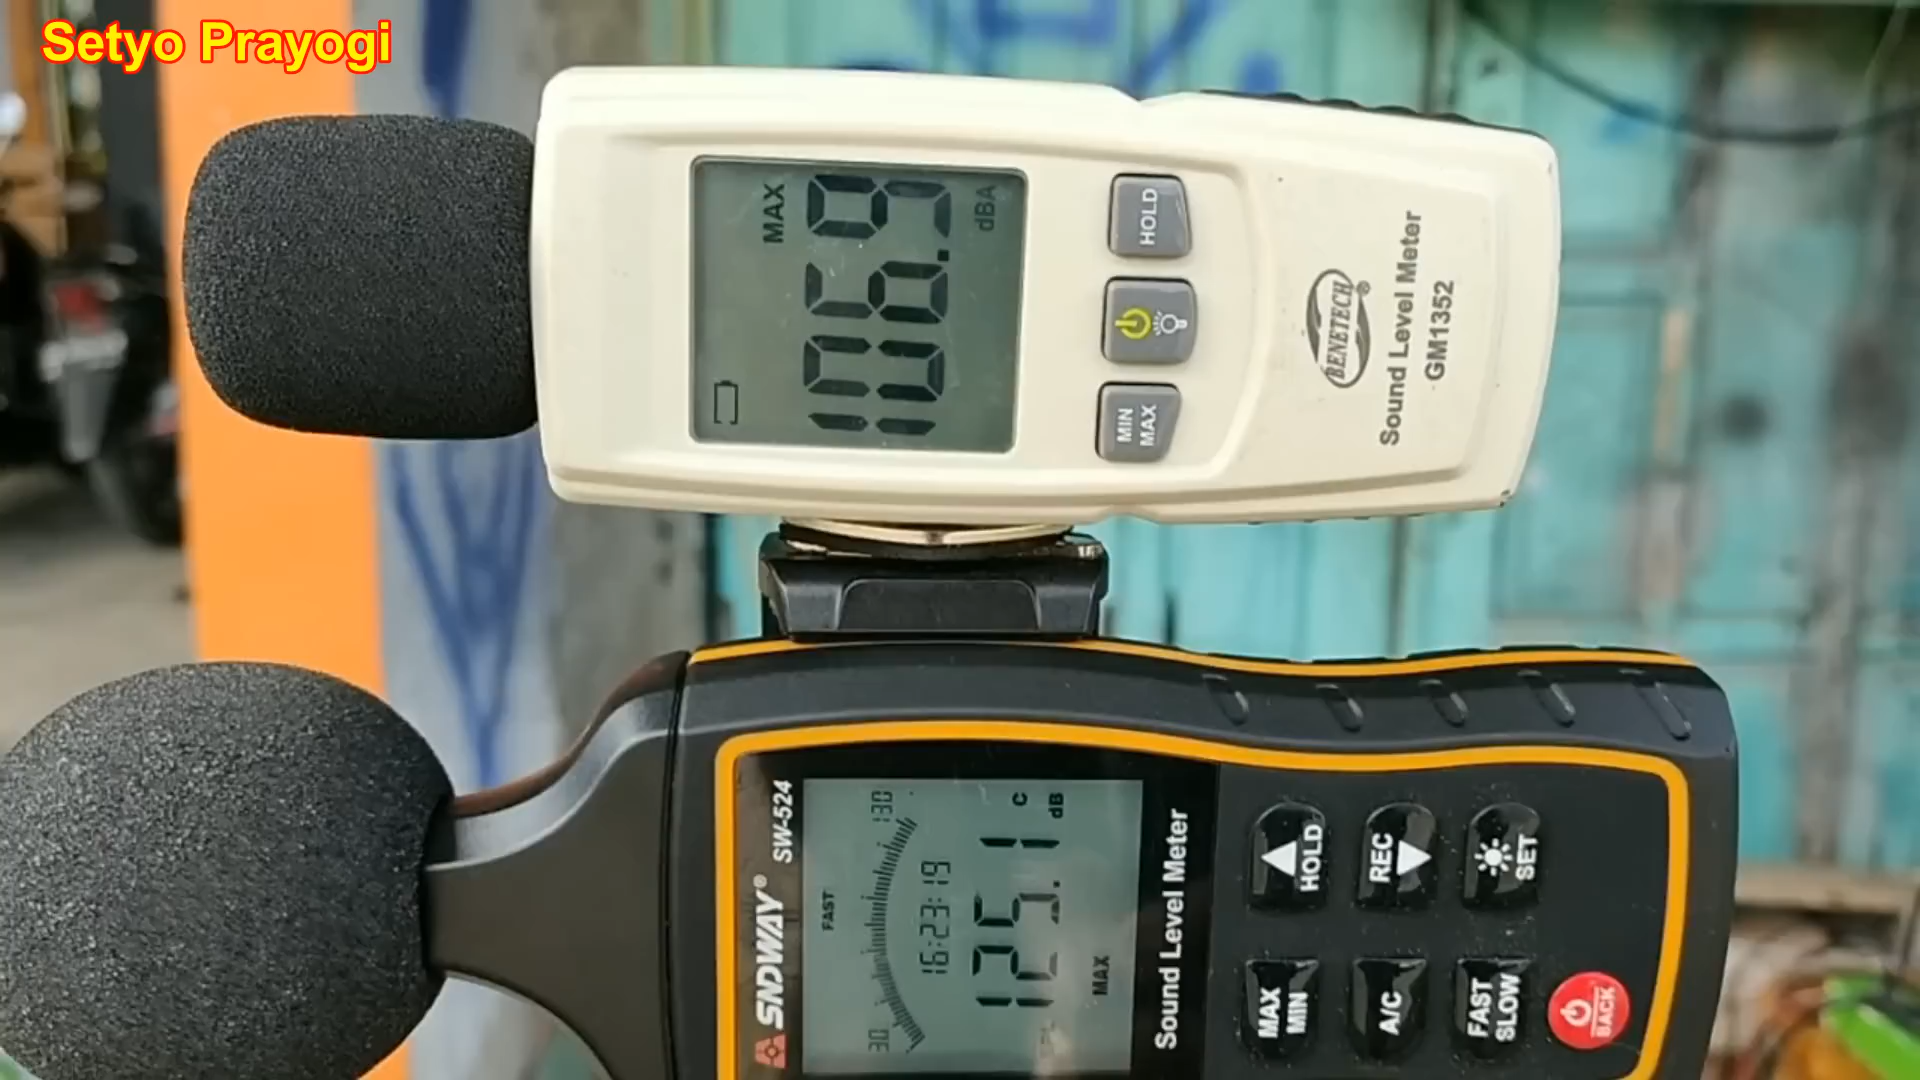 Setyo Prayogi
MAX
106.9
dBA
HOLD
MIN
MAX
BENETECH®
Sound Level Meter
GM1352
SNDWAY®
SW-524
FAST
30
130
16:23:19
125.1
C
dB
MAX
Sound Level Meter
HOLD
REC
SET
MAX
MIN
A/C
FAST
SLOW
BACK